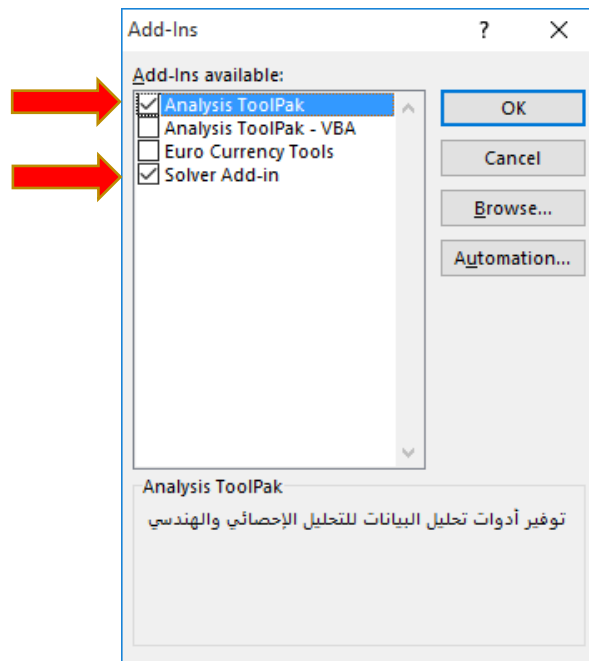 Add-Ins
?
Add-Ins available:
Analysis ToolPak
Analysis ToolPak - VBA
Euro Currency Tools
Solver Add-in
OK
Cancel
Browse...
Automation...
Analysis ToolPak
توفير أدوات تحليل البيانات للتحليل الإحصائي والهندسي